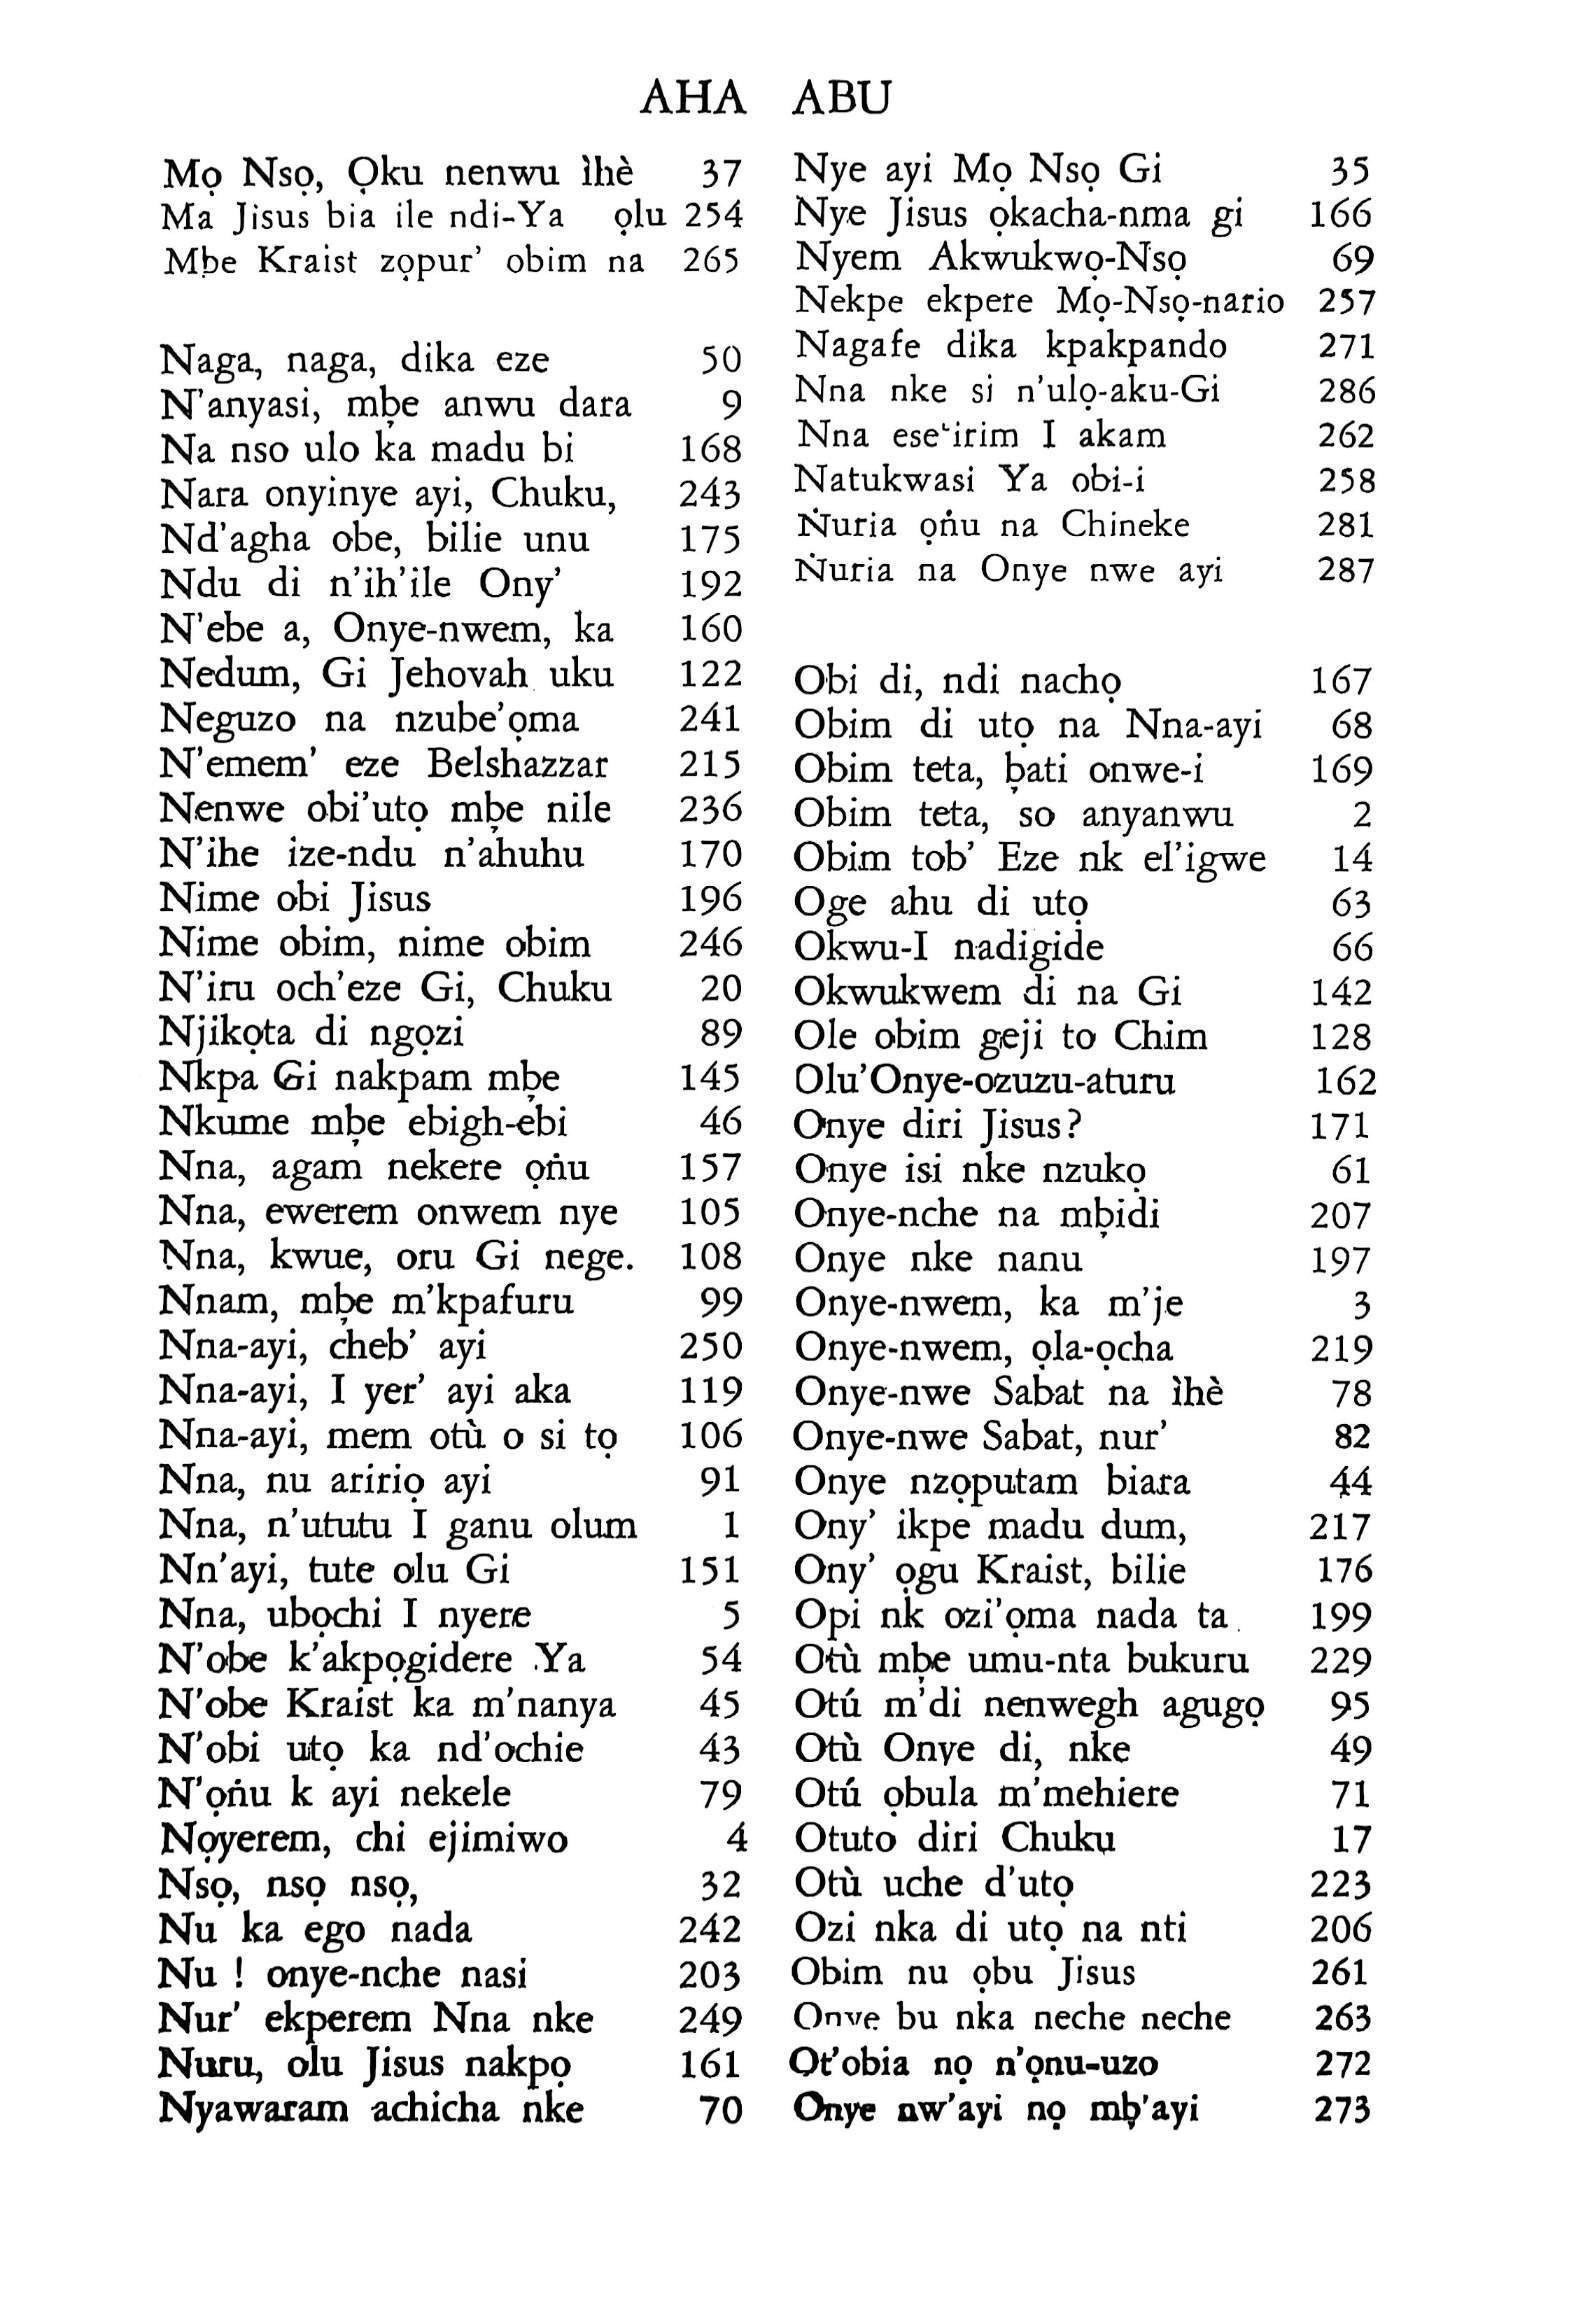 AHA ABU
Mọ Nsọ, Ọku nenwu ìhè 37
Ma Jisus bia ile ndi-Ya ọlu 254
Mḅe Kraist zọpur’ obim na 265
Naga, naga, dika eze 50
N’anyasi, mḅe anwu dara 9
Na nso ulo ka madu bi 168
Nara onyinye ayi, Chuku, 243
Nd’agha obe, bilie unu 175
Ndu di n’ih’ile Ony’ 192
N’ebe a, Onye-nwem, ka 160
Nedum, Gi Jehovah uku 122
Neguzo na nzube’ọma 241
N’emem’ eze Belshazzar 215
Nenwe obi’utọ mḅe nile 236
N’ihe ize-ndu n’ahuhu 170
Nime obi Jisus 196
Nime obim, nime obim 246
N’iru och’eze Gi, Chuku 20
Njikọta di ngọzi 89
Nkpa Gi nakpam mḅe 145
Nkume mḅe ebigh-ebi 46
Nna, agam nekere ọṅu 157
Nna, ewerem onwem nye 105
Nna, kwue, oru Gi nege. 108
Nnam, mḅe m’kpafuru 99
Nna-ayi, cheb’ ayi 250
Nna-ayi, I yer’ ayi aka 119
Nna-ayi, mem otù o si tọ 106
Nna, nu aririọ ayi 91
Nna, n’ututu I ganu olum 1
Nn’ayi, tute olu Gi 151
Nna, ubọchi I nyere 5
N’obe k’akpọgidere Ya 54
N’obe Kraist ka m’nanya 45
N’obi utọ ka nd’ochie 43
N’ọṅu k ayi nekele 79
Nọyerem, chi ejimiwo 4
Nsọ, nsọ nsọ, 32
Nu ka ego nada 242
Nu ! onye-nche nasi 203
Nur’ ekperem Nna nke 249
Nuru, olu Jisus nakpọ 161
Nyawaram achicha nke 70
Nye ayi Mọ Nsọ Gi 35
Nye Jisus ọkacha-nma gi 166
Nyem Akwukwọ-Nsọ 69
Nekpe ekpere Mọ-Nsọ-nario 257
Nagafe dika kpakpando 271
Nna nke si n’ulọ-aku-Gi 286
Nna irim I akam 262
Natukwasi Ya obi-i 258
Ṅuria ọṅu na Chineke 281
Ṅuria na Onye nwe ayi 287
Obi di, ndi nachọ 167
Obim di utọ na Nna-ayi 68
Obim teta, ḅati onwe-i 169
Obim teta, so anyanwu 2
Obim tob’ Eze nk el’igwe 14
Oge ahu di utọ 63
Okwu-I nadigide 66
Okwukwem di na Gi 142
Ole obim geji to Chim 128
Olu’Onye-ozuzu-aturu 162
Onye diri Jisus? 171
Onye isi nke nzukọ 61
Onye-nche na mḅidi 207
Onye nke nanu 197
Onye-nwem, ka m’je 3
Onye-nwem, ọla-ọcha 219
Onye-nwe Sabat na ìhè 78
Onye-nwe Sabat, nur’ 82
Onye nzọputam biara 44
Ony’ ikpe madu dum, 217
Ony’ ọgu Kraist, bilie 176
Opi nk ozi’ọma nada ta 199
Otù mḅe umu-nta bukuru 229
Otú m’di nenwegh agugọ 95
Otù Onye di, nke 49
Otú ọbula m’mehiere 71
Otuto diri Chuku 17
Otù uche d’utọ 223
Ozi nka di utọ na nti 206
Obim nu ọbu Jisus 261
Onye bu nka neche neche 263
Ọt’obia nọ n’ọnu-uzo 272
Onye nw’ayi nọ mḅ’ayi 273